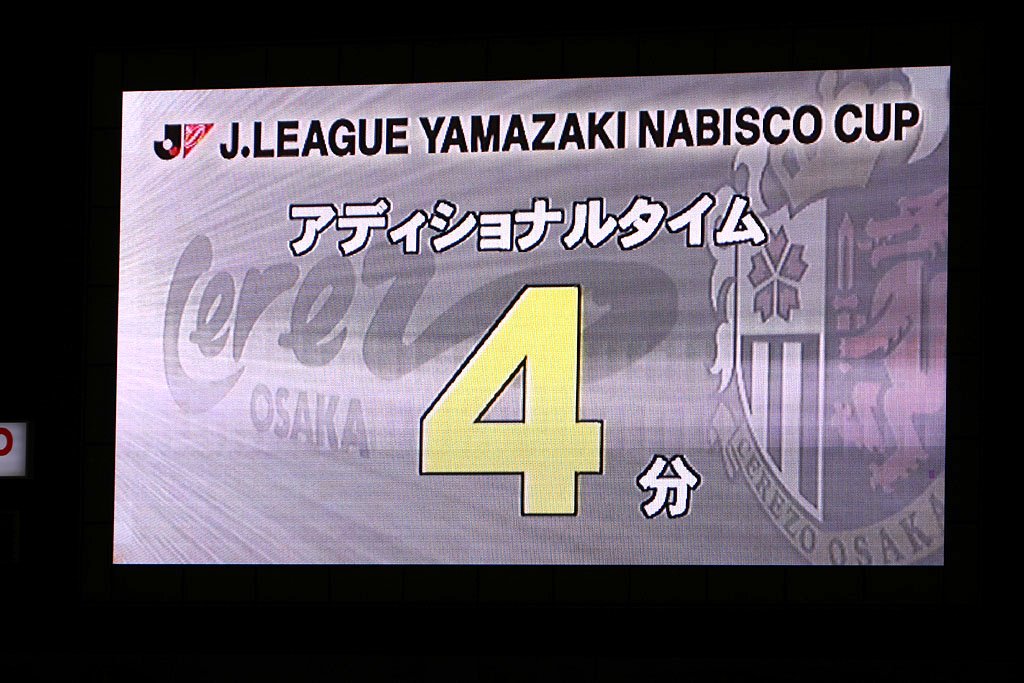 J.LEAGUE YAMAZAKI NABISCO CUP
アディショナルタイム
Cerezo
OSAKA
4分
CEREZO OSAKA